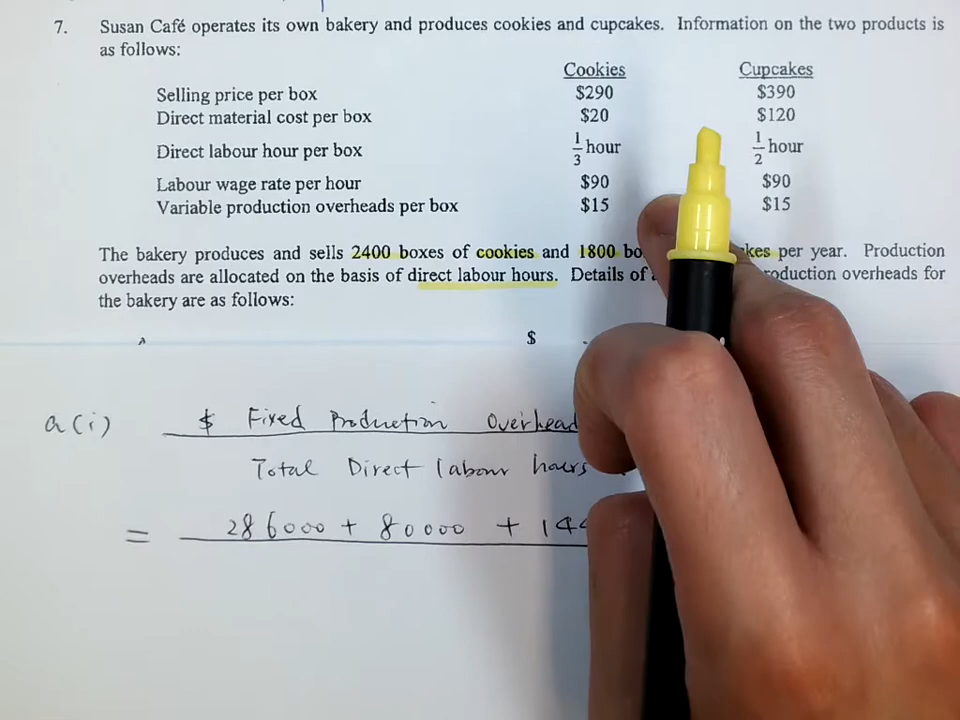 7. Susan Café operates its own bakery and produces cookies and cupcakes. Information on the two products is
as follows:
Cookies Cupcakes
Selling price per box $290 $390
Direct material cost per box $20 $120
Direct labour hour per box 1/3 hour 1/2 hour
Labour wage rate per hour $90 $90
Variable production overheads per box $15 $15
The bakery produces and sells 2400 boxes of cookies and 1800 bo kes per year. Production
overheads are allocated on the basis of direct labour hours. Details of roduction overheads for
the bakery are as follows:
$
a(i) $ Fixed Production Overhead
Total Direct labour hours
= 286000 + 80000 + 144